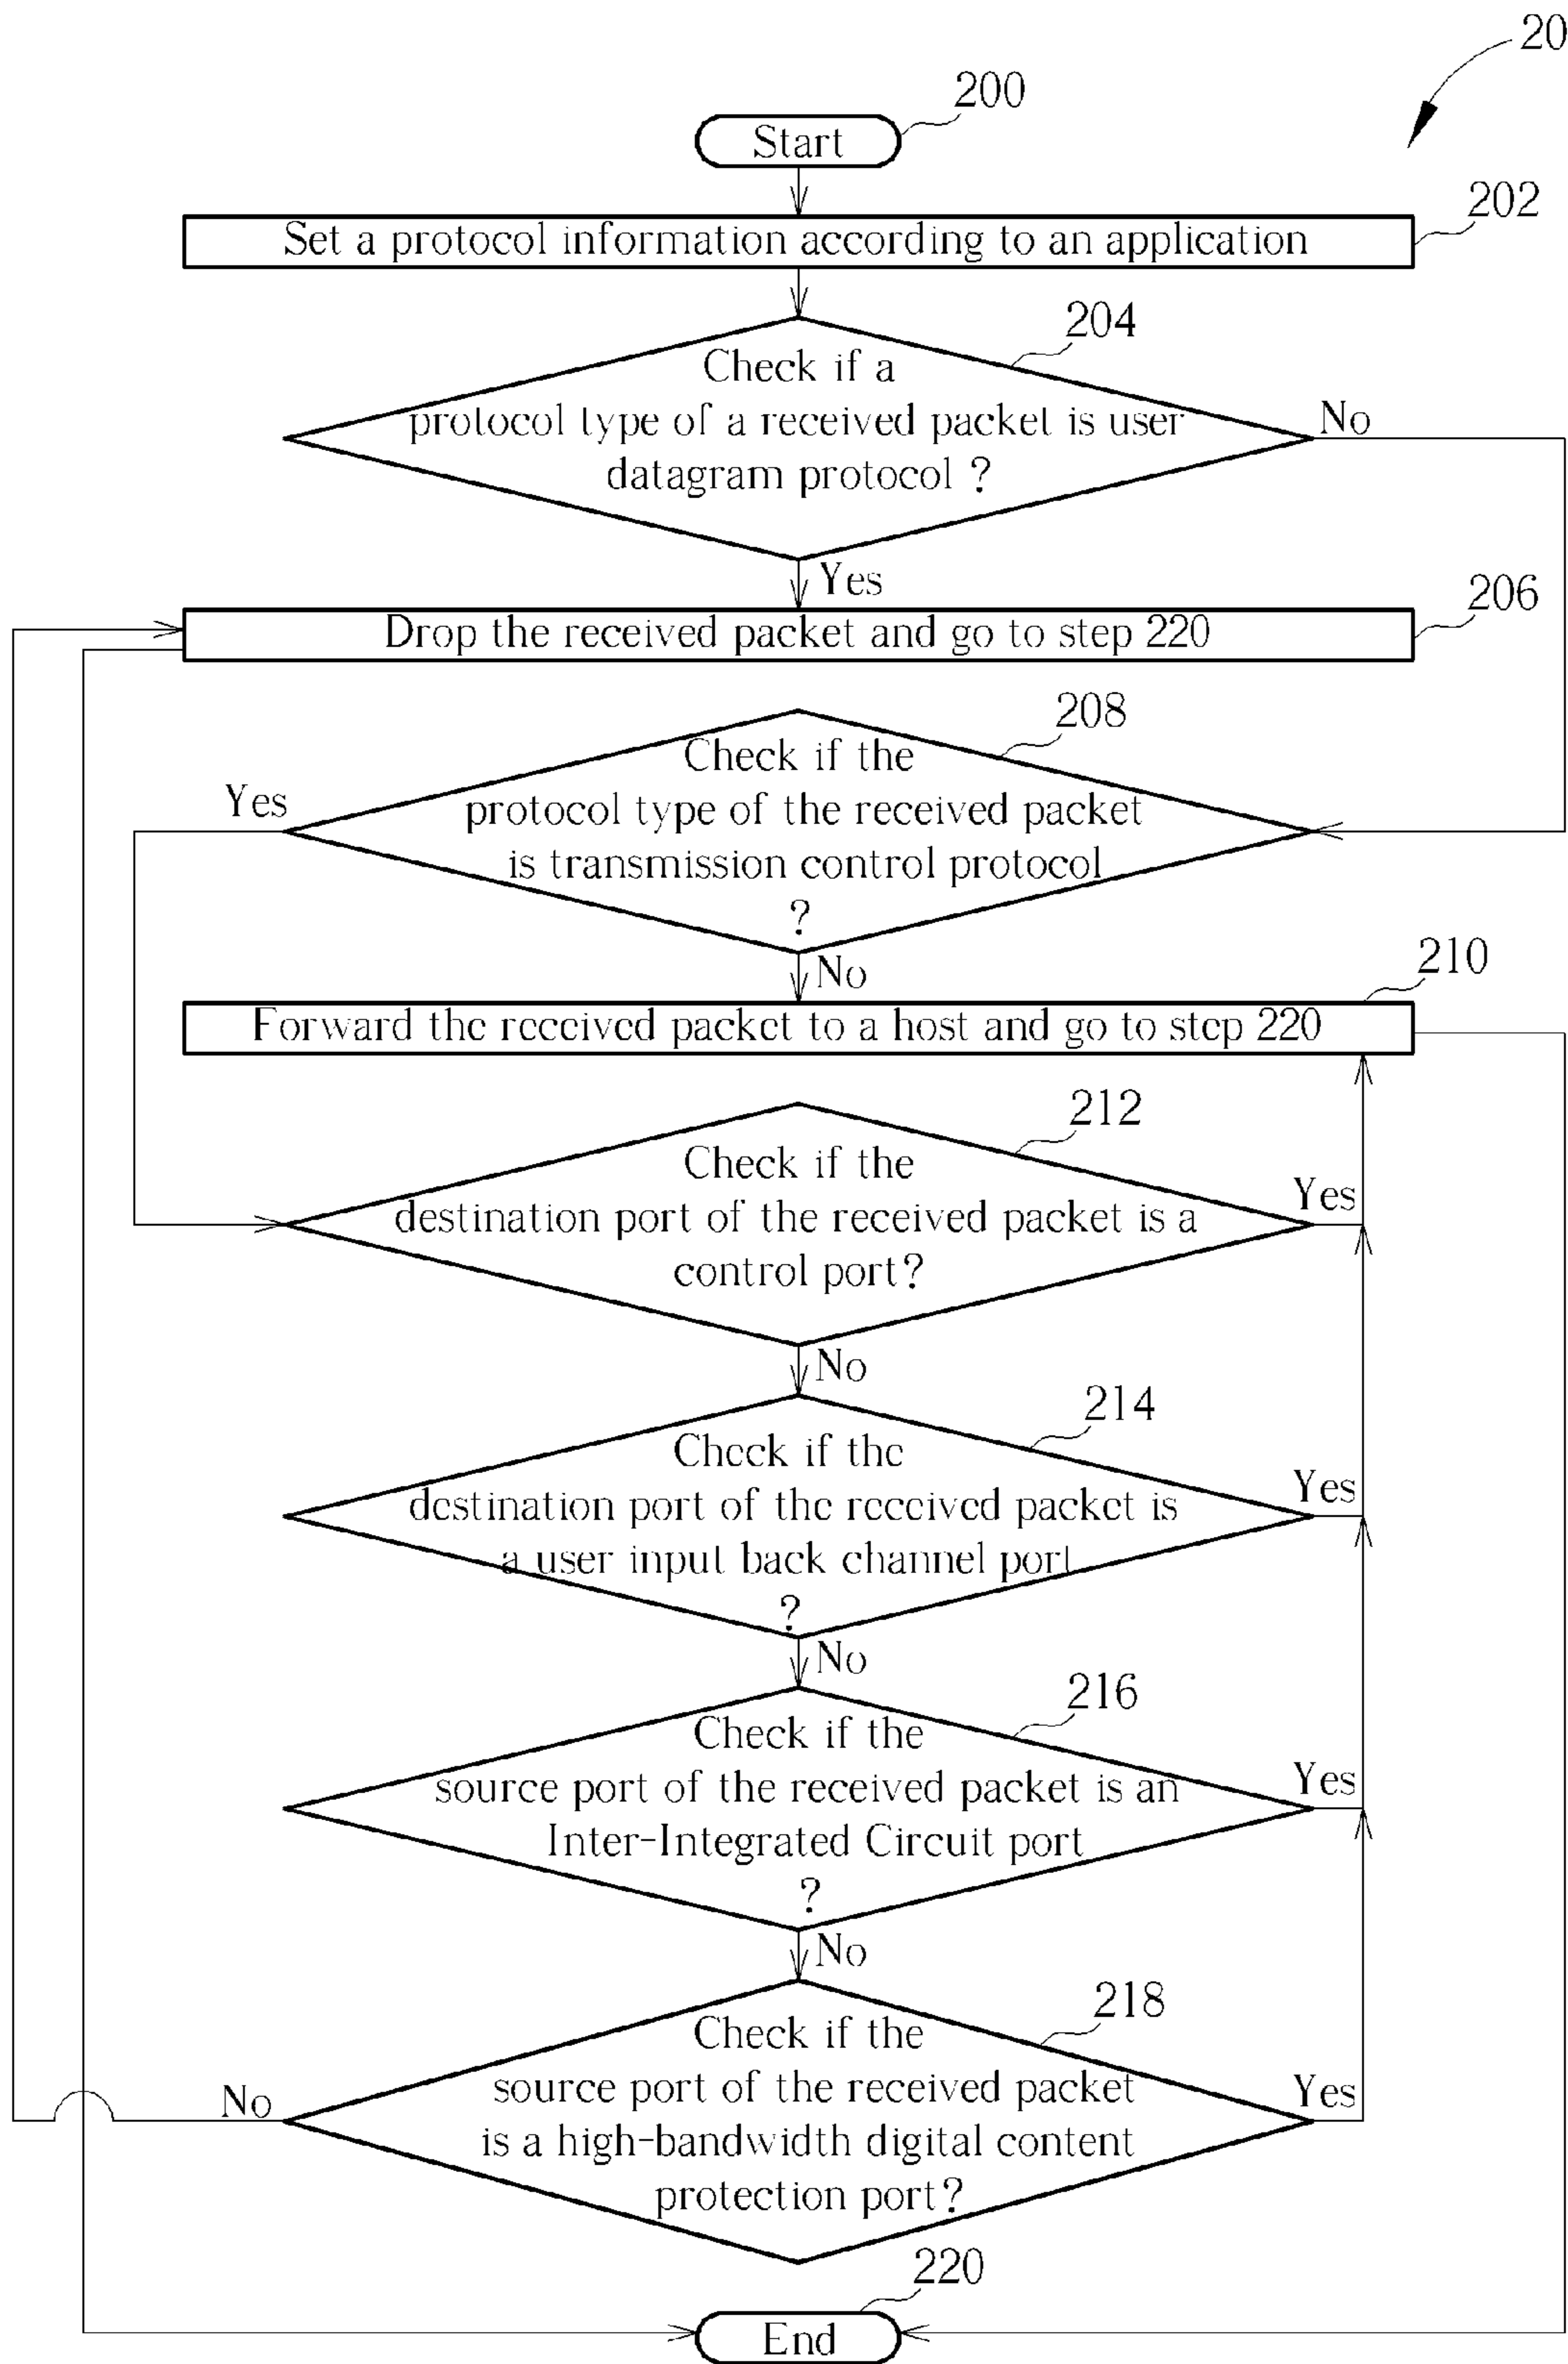 20
200
Start
202
Set a protocol information according to an application
204
Check if a
protocol type of a received packet is user
datagram protocol ?
No
Yes
206
Drop the received packet and go to step 220
208
Check if the
protocol type of the received packet
is transmission control protocol
?
Yes
No
210
Forward the received packet to a host and go to step 220
212
Check if the
destination port of the received packet is a
control port?
Yes
No
214
Check if the
destination port of the received packet is
a user input back channel port
?
Yes
No
216
Check if the
source port of the received packet is an
Inter-Integrated Circuit port
?
Yes
No
218
Check if the
source port of the received packet
is a high-bandwidth digital content
protection port?
No
Yes
220
End